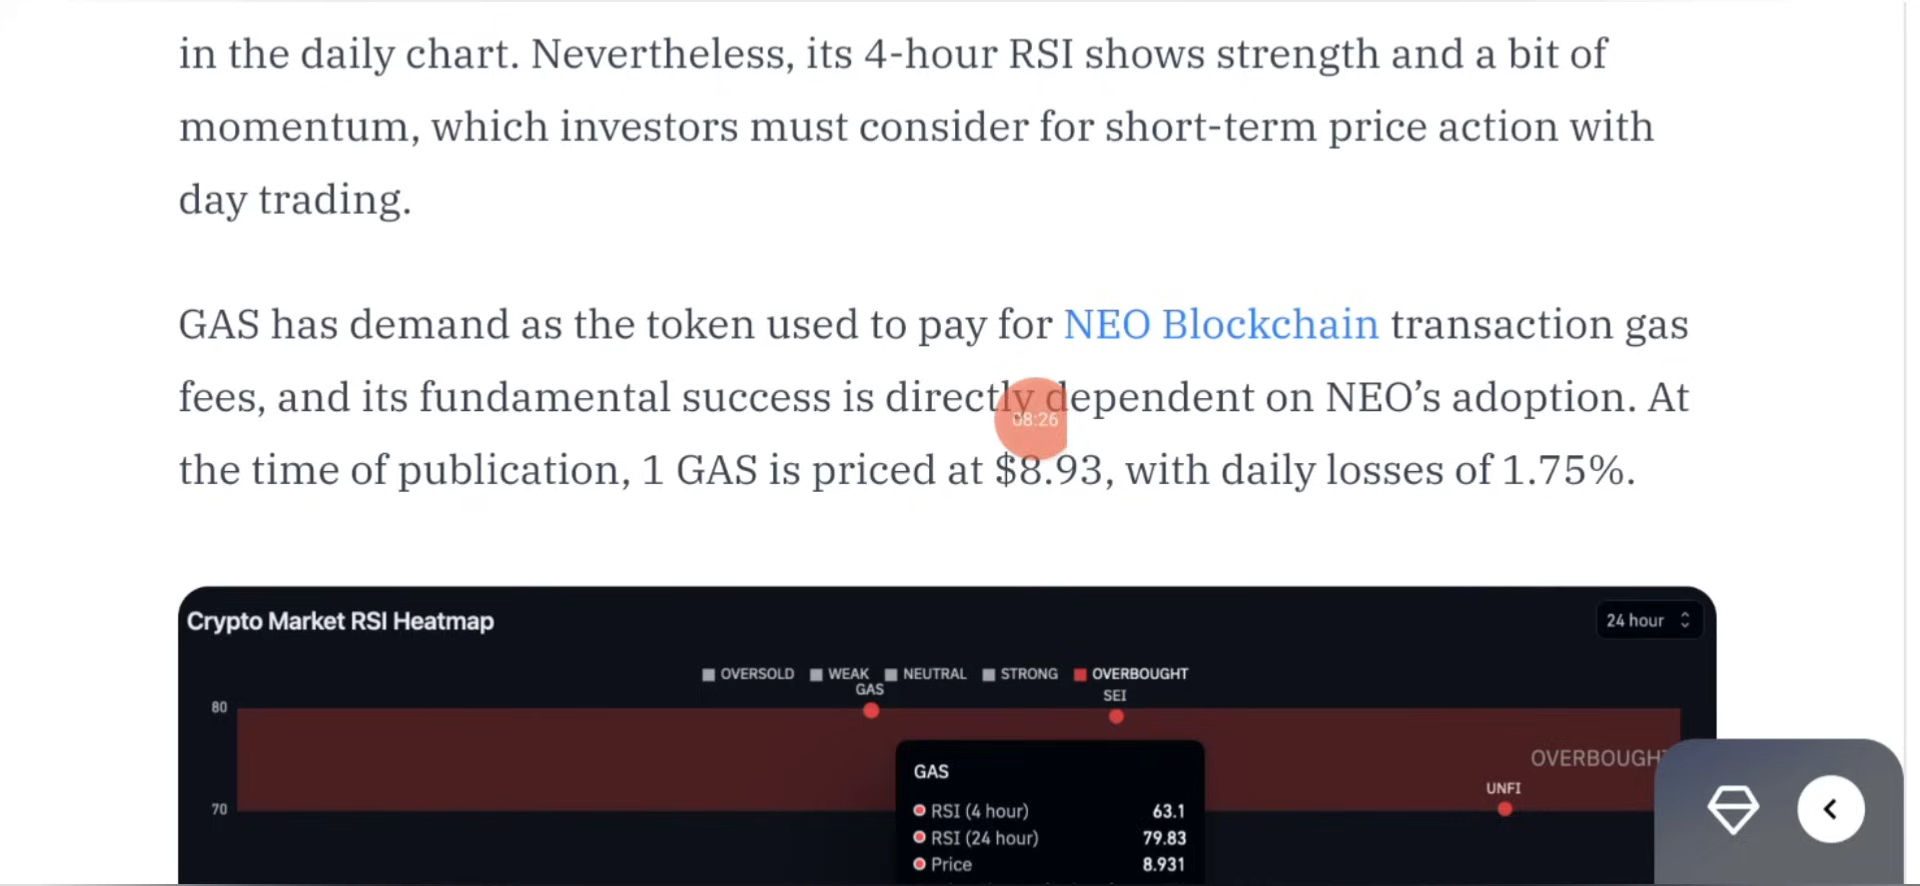 in the daily chart. Nevertheless, its 4-hour RSI shows strength and a bit of
momentum, which investors must consider for short-term price action with
day trading.
GAS has demand as the token used to pay for NEO Blockchain transaction gas
fees, and its fundamental success is directly dependent on NEO’s adoption. At
08:26
the time of publication, 1 GAS is priced at $8.93, with daily losses of 1.75%.
Crypto Market RSI Heatmap
24 hour
OVERSOLD WEAK NEUTRAL STRONG OVERBOUGHT
GAS
SEI
80
OVERBOUGHT
UNFI
70
GAS
RSI (4 hour) 63.1
RSI (24 hour) 79.83
Price 8.931